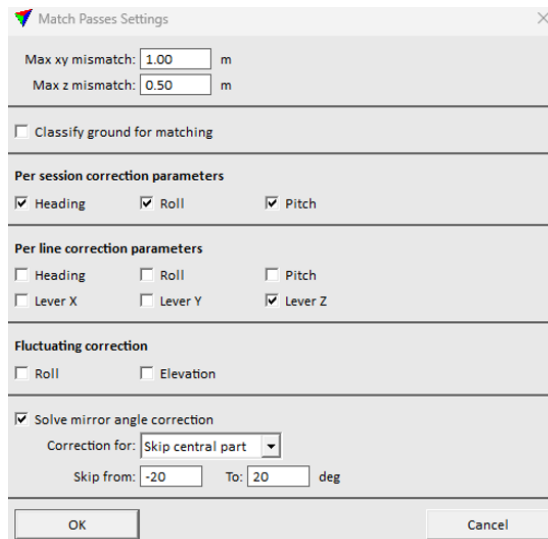 Match Passes Settings
Max xy mismatch: 1.00 m
Max z mismatch: 0.50 m
Classify ground for matching
Per session correction parameters
Heading Roll Pitch
Per line correction parameters
Heading Roll Pitch
Lever X Lever Y Lever Z
Fluctuating correction
Roll Elevation
Solve mirror angle correction
Correction for: Skip central part
Skip from: -20 To: 20 deg
OK Cancel